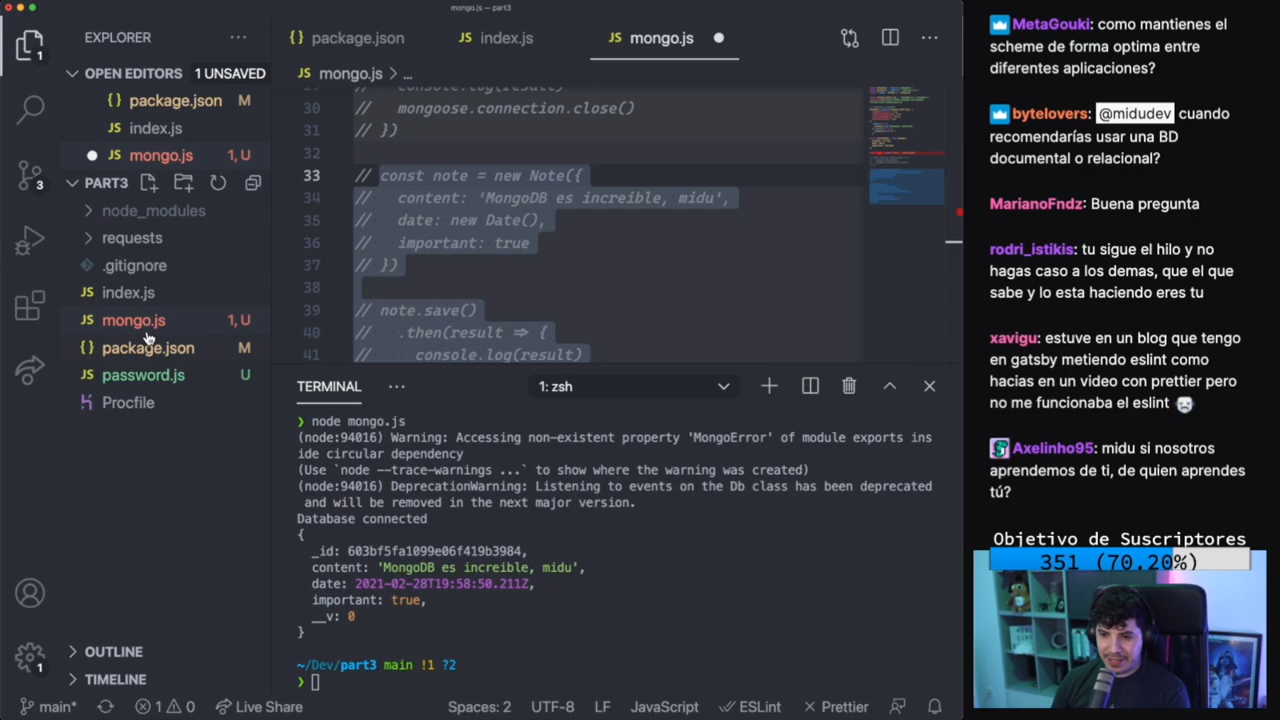 mongo.js — part3
EXPLORER
OPEN EDITORS 1 UNSAVED
{} package.json M
JS index.js
JS mongo.js 1, U
PART3
node_modules
requests
.gitignore
JS index.js
JS mongo.js 1, U
{} package.json M
JS password.js U
Procfile
OUTLINE
TIMELINE
1
3
1
{} package.json
JS index.js
JS mongo.js
JS mongo.js > ...
30 // mongoose.connection.close()
31 // })
32
33 // const note = new Note({
34 // content: 'MongoDB es increible, midu',
35 // date: new Date(),
36 // important: true
37 // })
38
39 // note.save()
40 // .then(result => {
41 // console.log(result)
TERMINAL ... 1: zsh
❯ node mongo.js
(node:94016) Warning: Accessing non-existent property 'MongoError' of module exports ins
ide circular dependency
(Use `node --trace-warnings ...` to show where the warning was created)
(node:94016) DeprecationWarning: Listening to events on the Db class has been deprecated
and will be removed in the next major version.
Database connected
{
_id: 603bf5fa1099e06f419b3984,
content: 'MongoDB es increible, midu',
date: 2021-02-28T19:58:50.211Z,
important: true,
__v: 0
}
~/Dev/part3 main !1 ?2
❯
main* 1 0 Live Share Spaces: 2 UTF-8 LF JavaScript ESLint Prettier
MetaGouki: como mantienes el
scheme de forma optima entre
diferentes aplicaciones?
bytelovers: @midudev cuando
recomendarías usar una BD
documental o relacional?
MarianoFndz: Buena pregunta
rodri_istikis: tu sigue el hilo y no
hagas caso a los demas, que el que
sabe y lo esta haciendo eres tu
xavigu: estuve en un blog que tengo
en gatsby metiendo eslint como
hacias en un video con prettier pero
no me funcionaba el eslint
Axelinho95: midu si nosotros
aprendemos de ti, de quien aprendes
tú?
Objetivo de Suscriptores
351 (70.20%)